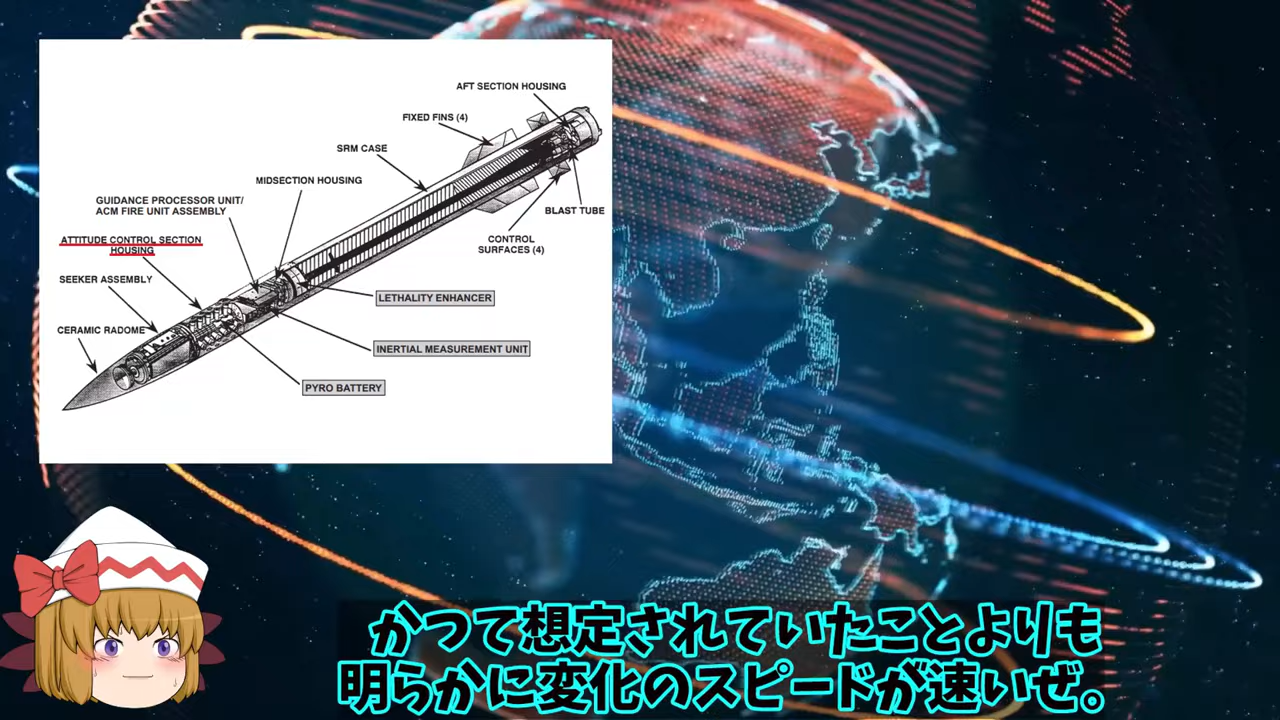 AFT SECTION HOUSING
FIXED FINS (4)
SRM CASE
MIDSECTION HOUSING
GUIDANCE PROCESSOR UNIT/
ACM FIRE UNIT ASSEMBLY
BLAST TUBE
ATTITUDE CONTROL SECTION
HOUSING
CONTROL
SURFACES (4)
SEEKER ASSEMBLY
LETHALITY ENHANCER
CERAMIC RADOME
INERTIAL MEASUREMENT UNIT
PYRO BATTERY
かつて想定されていたことよりも
明らかに変化のスピードが速いぜ。